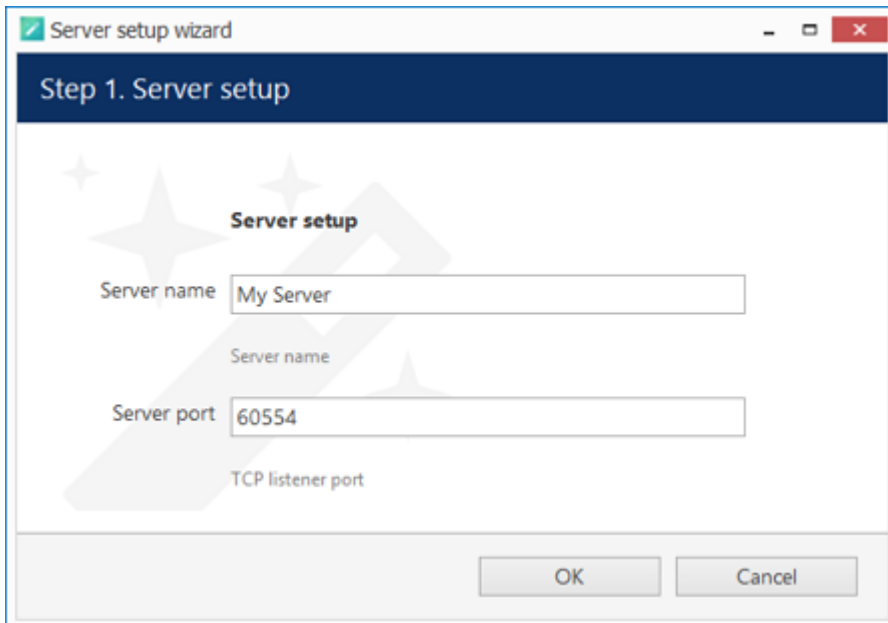 Server setup wizard
Step 1. Server setup
Server setup
Server name My Server
Server name
Server port 60554
TCP listener port
OK Cancel